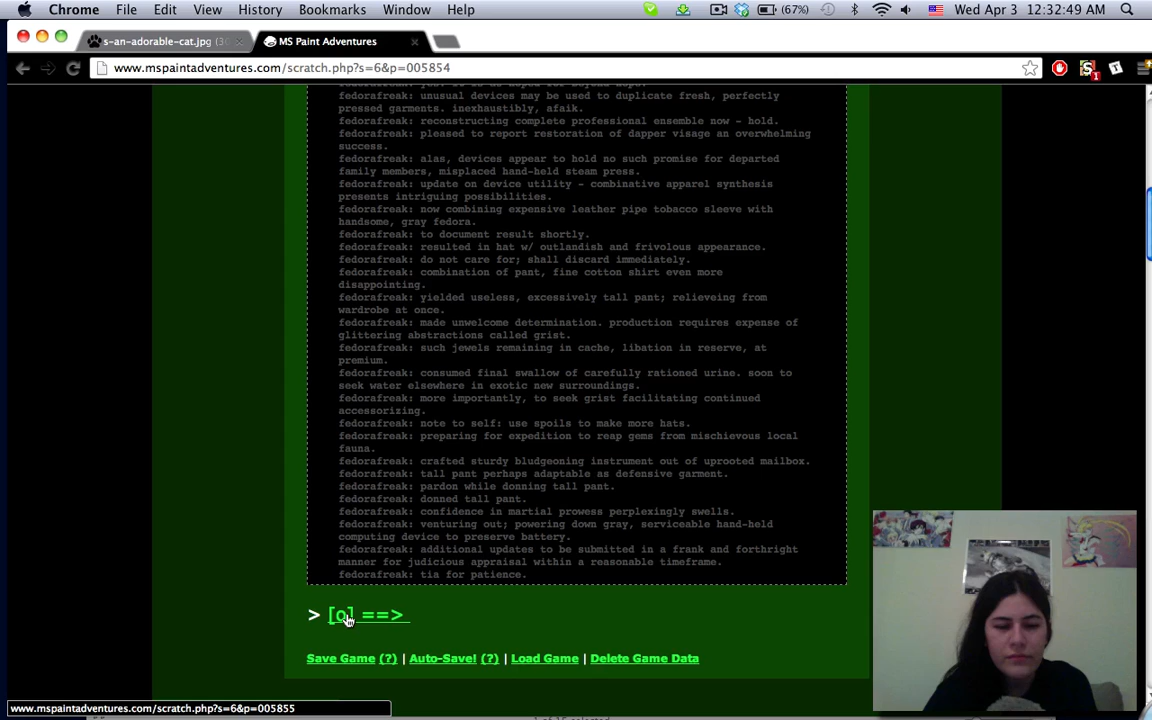 Chrome File Edit View History Bookmarks Window Help (67%) Wed Apr 3 12:32:49 AM
s-an-adorable-cat.jpg MS Paint Adventures
www.mspaintadventures.com/scratch.php?s=6&p=005854
fedorafreak: unusual devices may be used to duplicate fresh, perfectly
pressed garments. inexhaustibly, afaik.
fedorafreak: reconstructing complete professional ensemble now - hold.
fedorafreak: pleased to report restoration of dapper visage an overwhelming
success.
fedorafreak: alas, devices appear to hold no such promise for departed
family members, misplaced hand-held steam press.
fedorafreak: update on device utility - combinative apparel synthesis
presents intriguing possibilities.
fedorafreak: now combining expensive leather pipe tobacco sleeve with
handsome, gray fedora.
fedorafreak: to document result shortly.
fedorafreak: resulted in hat w/ outlandish and frivolous appearance.
fedorafreak: do not care for; shall discard immediately.
fedorafreak: combination of pant, fine cotton shirt even more
disappointing.
fedorafreak: yielded useless, excessively tall pant; relieveing from
wardrobe at once.
fedorafreak: made unwelcome determination. production requires expense of
glittering abstractions called grist.
fedorafreak: such jewels remaining in cache, libation in reserve, at
premium.
fedorafreak: consumed final swallow of carefully rationed urine. soon to
seek water elsewhere in exotic new surroundings.
fedorafreak: more importantly, to seek grist facilitating continued
accessorizing.
fedorafreak: note to self: use spoils to make more hats.
fedorafreak: preparing for expedition to reap gems from mischievous local
fauna.
fedorafreak: crafted sturdy bludgeoning instrument out of uprooted mailbox.
fedorafreak: tall pant perhaps adaptable as defensive garment.
fedorafreak: pardon while donning tall pant.
fedorafreak: donned tall pant.
fedorafreak: confidence in martial prowess perplexingly swells.
fedorafreak: venturing out; powering down gray, serviceable hand-held
computing device to preserve battery.
fedorafreak: additional updates to be submitted in a frank and forthright
manner for judicious appraisal within a reasonable timeframe.
fedorafreak: tia for patience.
> [o] ==>
Save Game (?) | Auto-Save! (?) | Load Game | Delete Game Data
www.mspaintadventures.com/scratch.php?s=6&p=005855